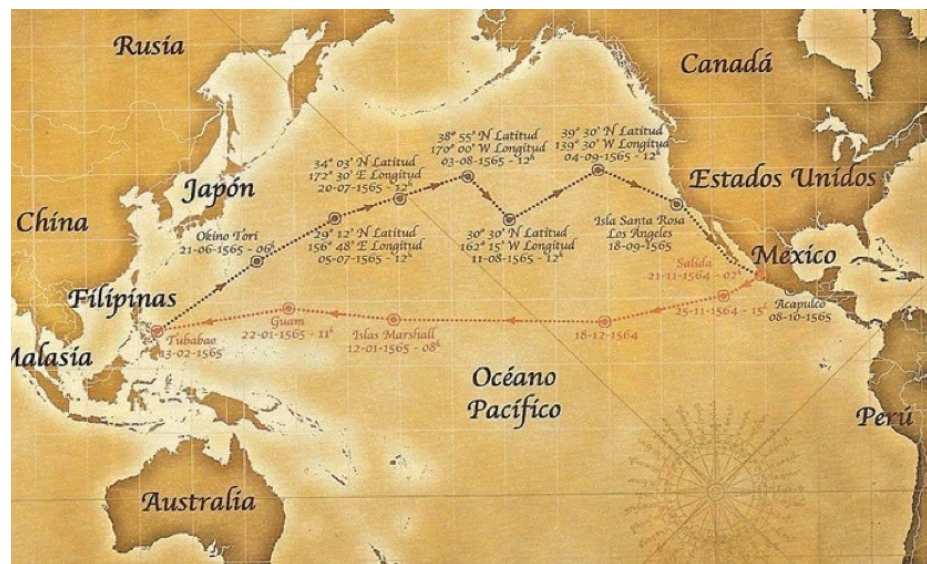 Rusia
Canadá
38° 55' N Latitud
170° 00' W Longitud
03-08-1565 - 12ʰ
39° 30' N Latitud
139° 30' W Longitud
04-09-1565 - 12ʰ
34° 03' N Latitud
172° 30' E Longitud
20-07-1565 - 12ʰ
Japón
Estados Unidos
China
Okino Tori
21-06-1565 - 06ʰ
29° 12' N Latitud
156° 48' E Longitud
05-07-1565 - 12ʰ
30° 30' N Latitud
162° 15' W Longitud
11-08-1565 - 12ʰ
Isla Santa Rosa
Los Angeles
18-09-1565
México
Salida
21-11-1564 - 02ʰ
Filipinas
Acapulco
08-10-1565
25-11-1564 - 15ʰ
Guam
22-01-1565 - 11ʰ
Islas Marshall
12-01-1565 - 08ʰ
18-12-1564
Tubabao
13-02-1565
Malasia
Océano
Pacífico
Perú
Australia